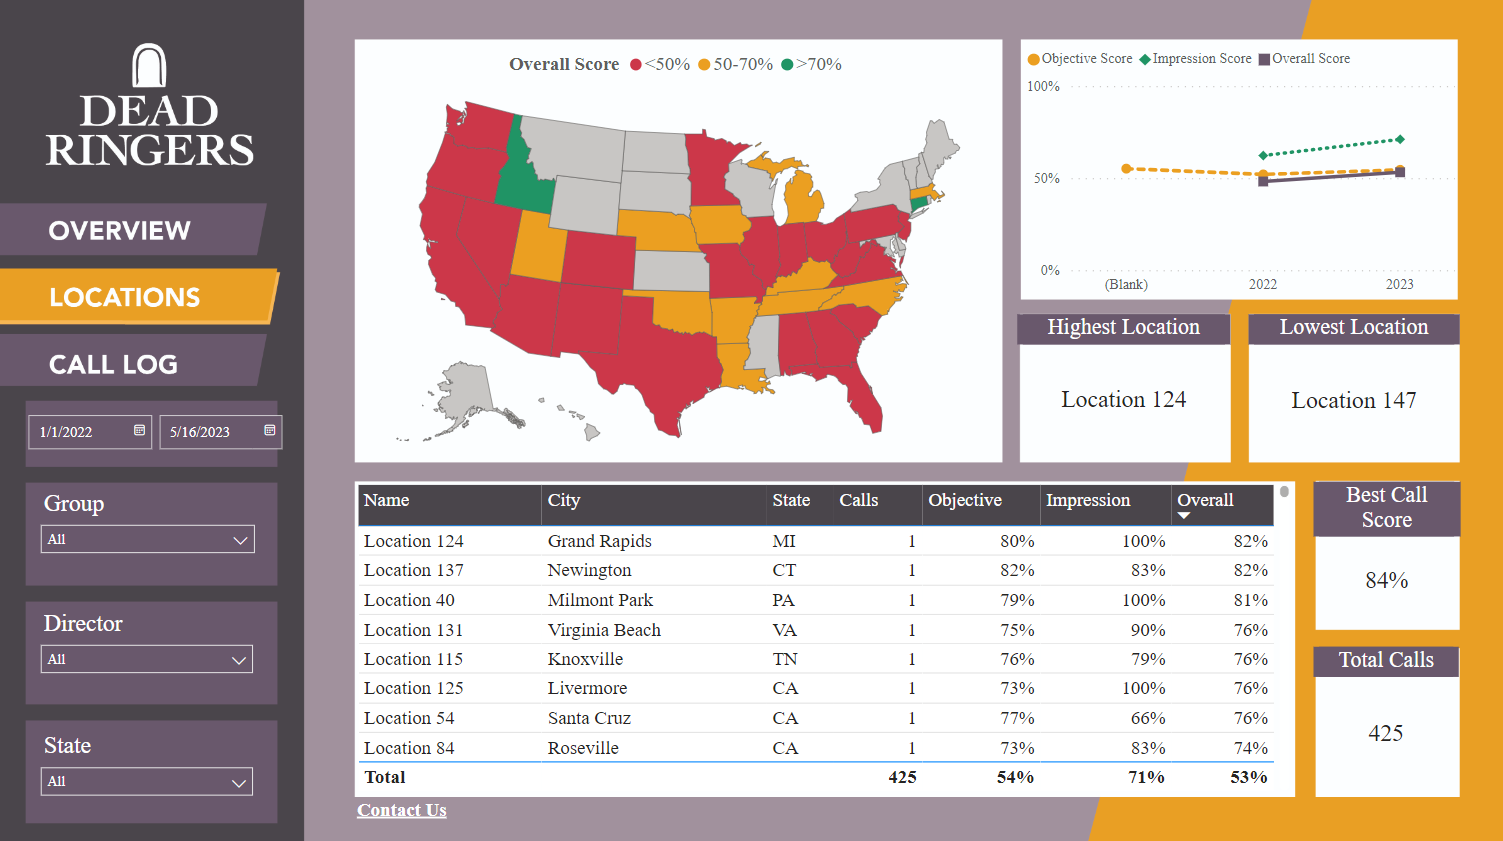 DEAD
RINGERS
OVERVIEW
LOCATIONS
CALL LOG
1/1/2022 5/16/2023
Group
All
Director
All
State
All
Overall Score <50% 50-70% >70%
Objective Score Impression Score Overall Score
100%
50%
0%
(Blank) 2022 2023
Highest Location
Location 124
Lowest Location
Location 147
Name City State Calls Objective Impression Overall
Location 124 Grand Rapids MI 1 80% 100% 82%
Location 137 Newington CT 1 82% 83% 82%
Location 40 Milmont Park PA 1 79% 100% 81%
Location 131 Virginia Beach VA 1 75% 90% 76%
Location 115 Knoxville TN 1 76% 79% 76%
Location 125 Livermore CA 1 73% 100% 76%
Location 54 Santa Cruz CA 1 77% 66% 76%
Location 84 Roseville CA 1 73% 83% 74%
Total 425 54% 71% 53%
Best Call
Score
84%
Total Calls
425
Contact Us